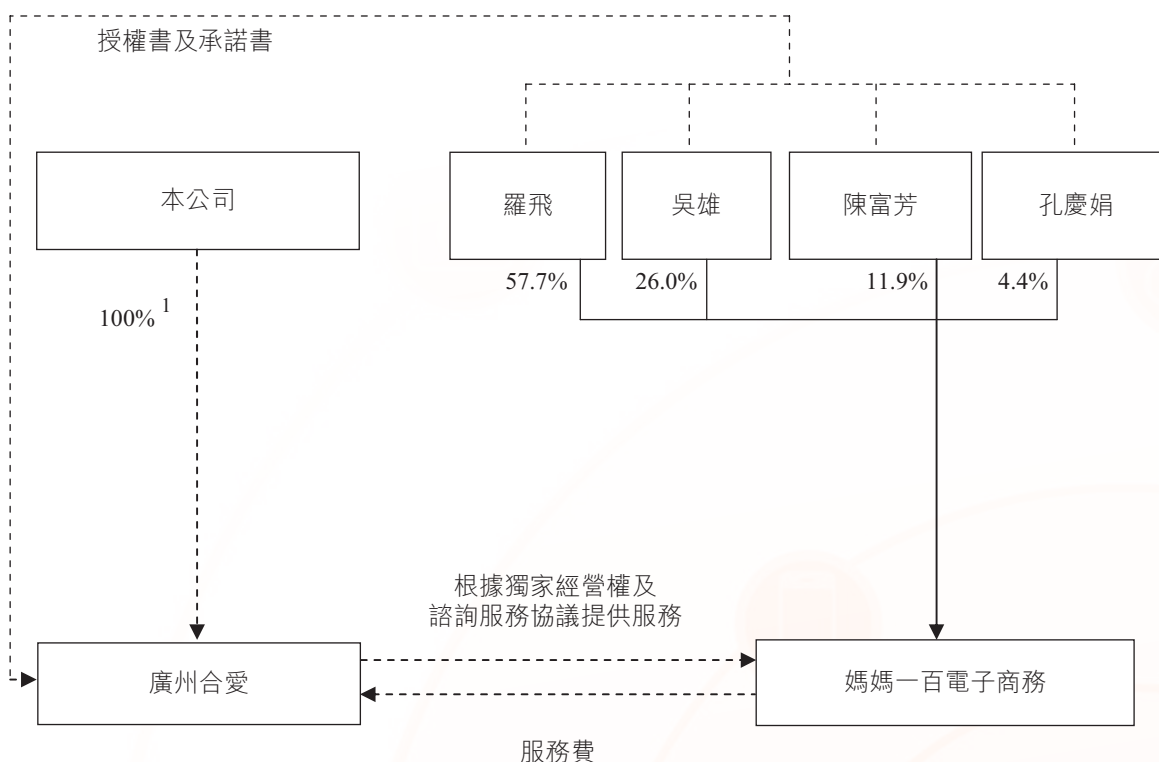 授權書及承諾書
本公司
羅飛
吳雄
陳富芳
孔慶娟
57.7%
26.0%
11.9%
4.4%
100% 1
根據獨家經營權及
諮詢服務協議提供服務
廣州合愛
媽媽一百電子商務
服務費